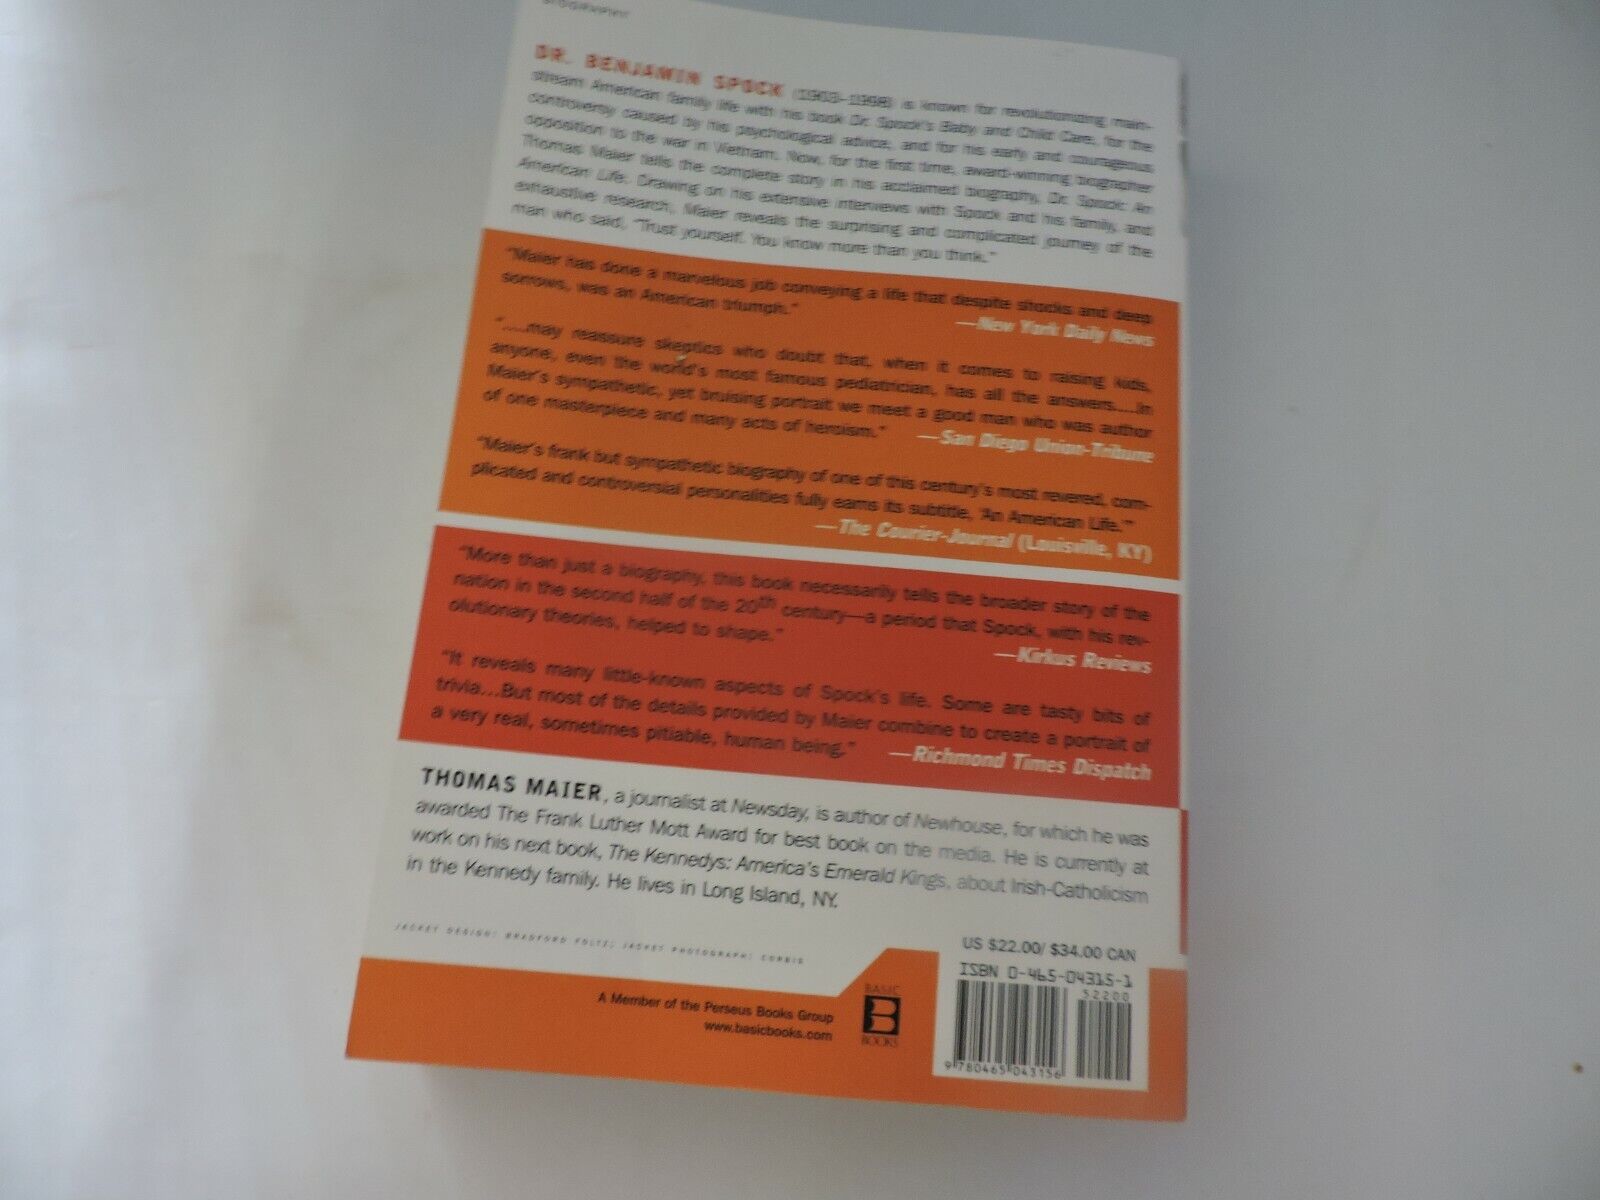 BIOGRAPHY
DR. BENJAMIN SPOCK (1903–1998) is known for revolutionizing main-
stream American family life with his book Dr. Spock's Baby and Child Care, for the
controversy caused by his psychological advice, and for his early and courageous
opposition to the war in Vietnam. Now, for the first time, award-winning biographer
Thomas Maier tells the complete story in his acclaimed biography, Dr. Spock: An
American Life. Drawing on his extensive interviews with Spock and his family, and
exhaustive research, Maier reveals the surprising and complicated journey of the
man who said, "Trust yourself. You know more than you think."
"Maier has done a marvelous job conveying a life that despite shocks and deep
sorrows, was an American triumph."
—New York Daily News
"....may reassure skeptics who doubt that, when it comes to raising kids,
anyone, even the world's most famous pediatrician, has all the answers....In
Maier's sympathetic, yet bruising portrait we meet a good man who was author
of one masterpiece and many acts of heroism."
—San Diego Union-Tribune
"Maier's frank but sympathetic biography of one of this century's most revered, com-
plicated and controversial personalities fully earns its subtitle, 'An American Life.'"
—The Courier-Journal (Louisville, KY)
"More than just a biography, this book necessarily tells the broader story of the
nation in the second half of the 20th century—a period that Spock, with his rev-
olutionary theories, helped to shape."
—Kirkus Reviews
"It reveals many little-known aspects of Spock's life. Some are tasty bits of
trivia...But most of the details provided by Maier combine to create a portrait of
a very real, sometimes pitiable, human being."
—Richmond Times Dispatch
THOMAS MAIER, a journalist at Newsday, is author of Newhouse, for which he was
awarded The Frank Luther Mott Award for best book on the media. He is currently at
work on his next book, The Kennedys: America's Emerald Kings, about Irish-Catholicism
in the Kennedy family. He lives in Long Island, NY.
JACKET DESIGN: BRADFORD FOLTZ; JACKET PHOTOGRAPH: CORBIS
US $22.00/ $34.00 CAN
ISBN 0-465-04315-1
52200
9 780465 043156
A Member of the Perseus Books Group
www.basicbooks.com
BASIC
B
BOOKS